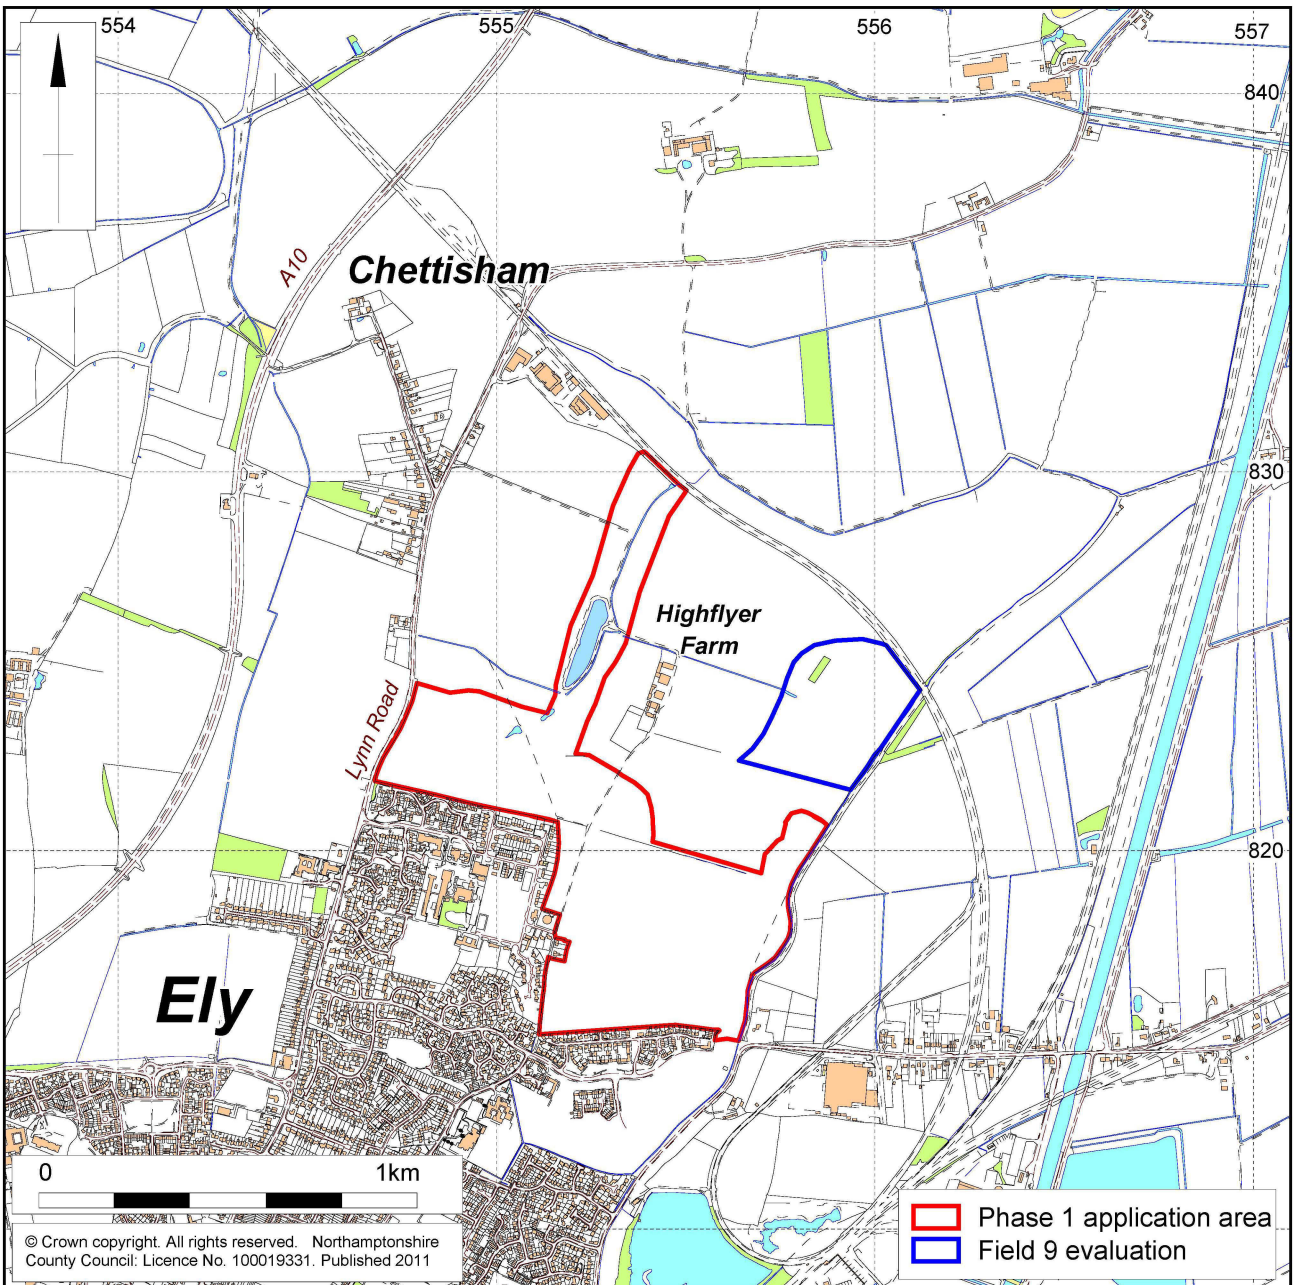 554
555
556
557
840
A10
Chettisham
830
Highflyer
Farm
Lynn Road
820
Ely
0 1km
© Crown copyright. All rights reserved. Northamptonshire
County Council: Licence No. 100019331. Published 2011
Phase 1 application area
Field 9 evaluation